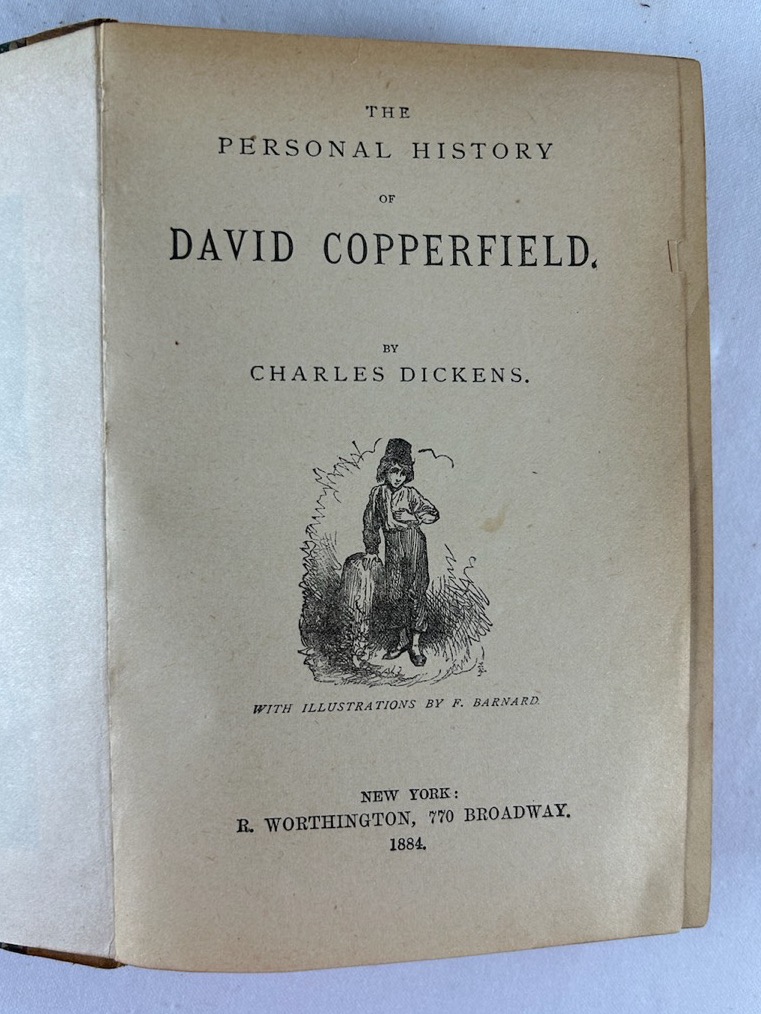 THE
PERSONAL HISTORY
OF
DAVID COPPERFIELD.
BY
CHARLES DICKENS.
WITH ILLUSTRATIONS BY F. BARNARD.
NEW YORK:
R. WORTHINGTON, 770 BROADWAY.
1884.